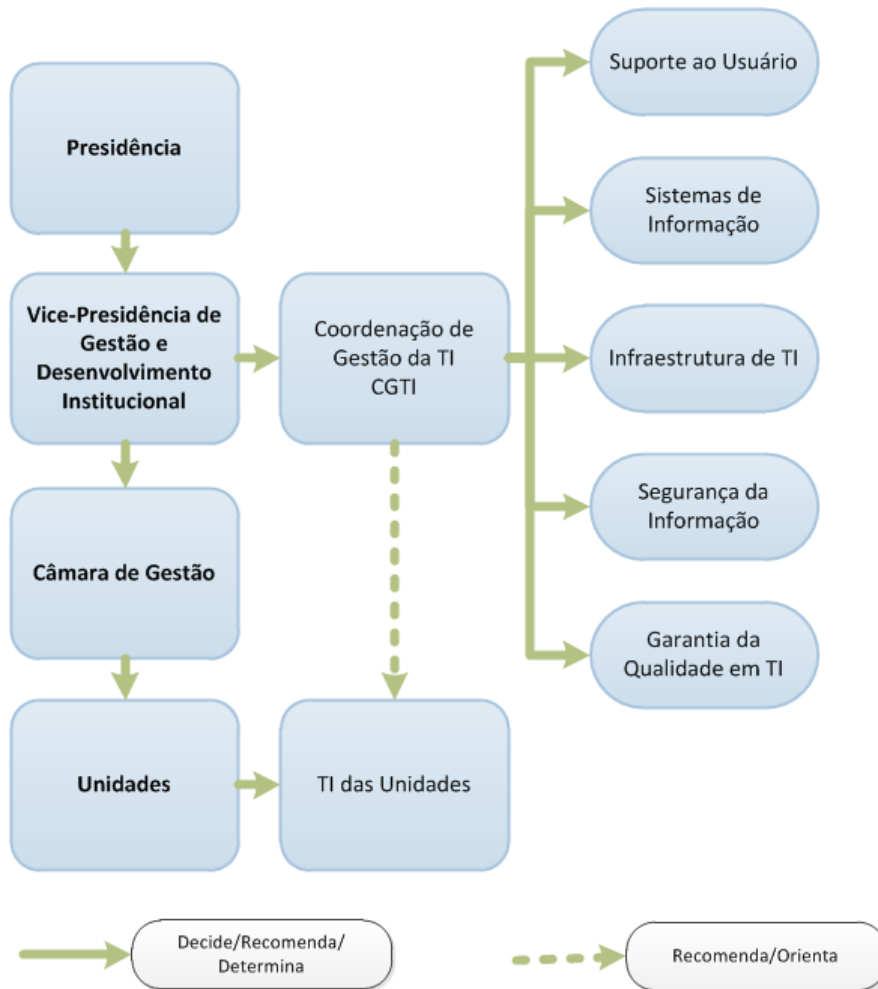 Presidência
Vice-Presidência de
Gestão e
Desenvolvimento
Institucional
Câmara de Gestão
Unidades
Coordenação de
Gestão da TI
CGTI
TI das Unidades
Suporte ao Usuário
Sistemas de
Informação
Infraestrutura de TI
Segurança da
Informação
Garantia da
Qualidade em TI
Decide/Recomenda/
Determina
Recomenda/Orienta